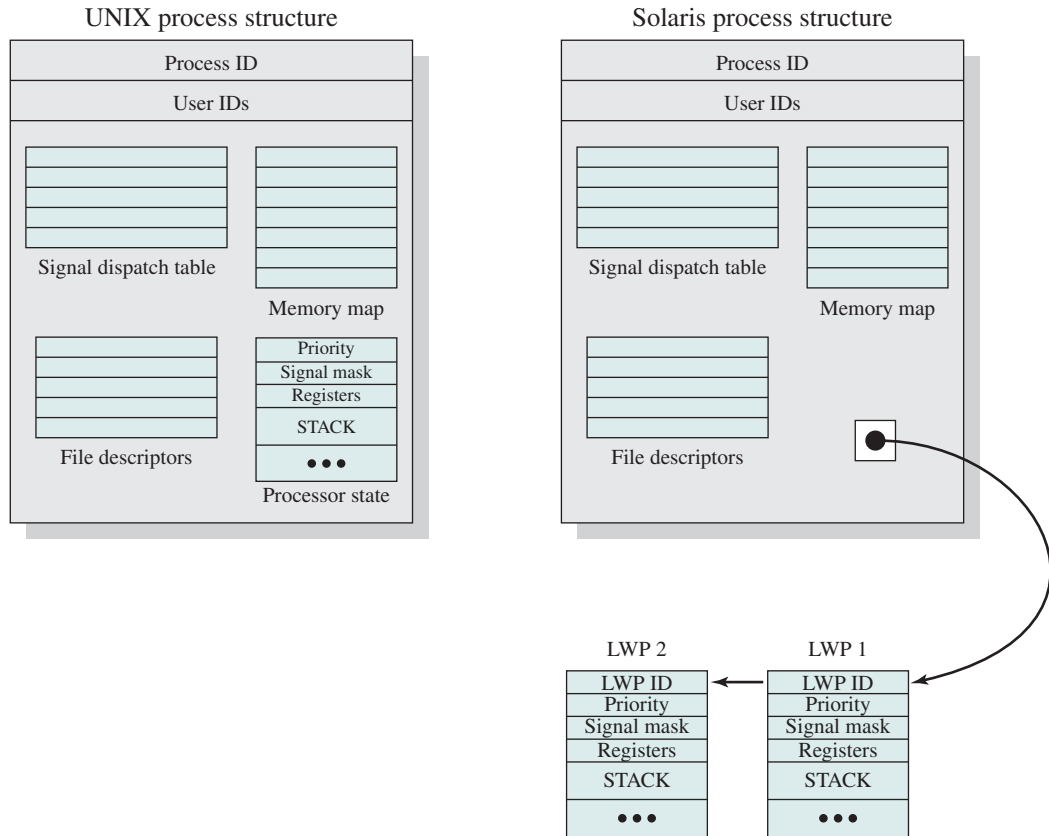 UNIX process structure
Process ID
User IDs
Signal dispatch table
Memory map
File descriptors
Priority
Signal mask
Registers
STACK
•••
Processor state
Solaris process structure
Process ID
User IDs
Signal dispatch table
Memory map
File descriptors
LWP 2
LWP ID
Priority
Signal mask
Registers
STACK
•••
LWP 1
LWP ID
Priority
Signal mask
Registers
STACK
•••